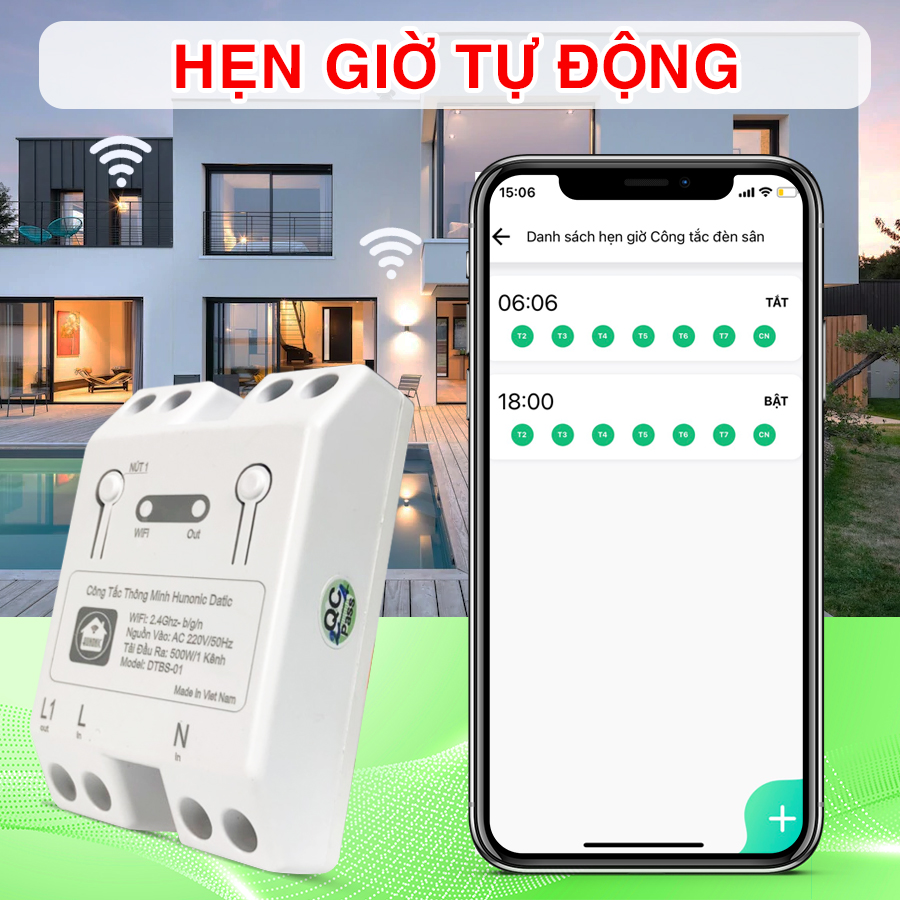 HẸN GIỜ TỰ ĐỘNG
15:06
Danh sách hẹn giờ Công tắc đèn sân
06:06
TẮT
T2 T3 T4 T5 T6 T7 CN
18:00
BẬT
T2 T3 T4 T5 T6 T7 CN
NÚT 1
WIFI Out
Công Tắc Thông Minh Hunonic Datic
WIFI: 2.4Ghz- b/g/n
Nguồn Vào: AC 220V/50Hz
Tải Đầu Ra: 500W/1 Kênh
Model: DTBS-01
HUNONIC
Made In Viet Nam
QC
Pass
L1 L N
out In In